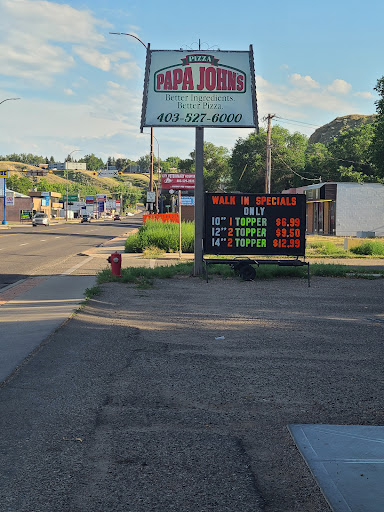 PIZZA
PAPA JOHNS
Better Ingredients.
Better Pizza.
403-527-6000
WALK IN SPECIALS
ONLY
10" 1 TOPPER $6.99
12" 2 TOPPER $9.50
14" 2 TOPPER $12.99